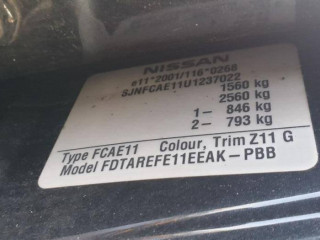 NISSAN
e11*2001/116*0268
SJNFCAE11U1237022
1560 kg
2560 kg
1- 846 kg
2- 793 kg
Type FCAE11 Colour, Trim Z11 G
Model FDTAREFE11EEAK-PBB